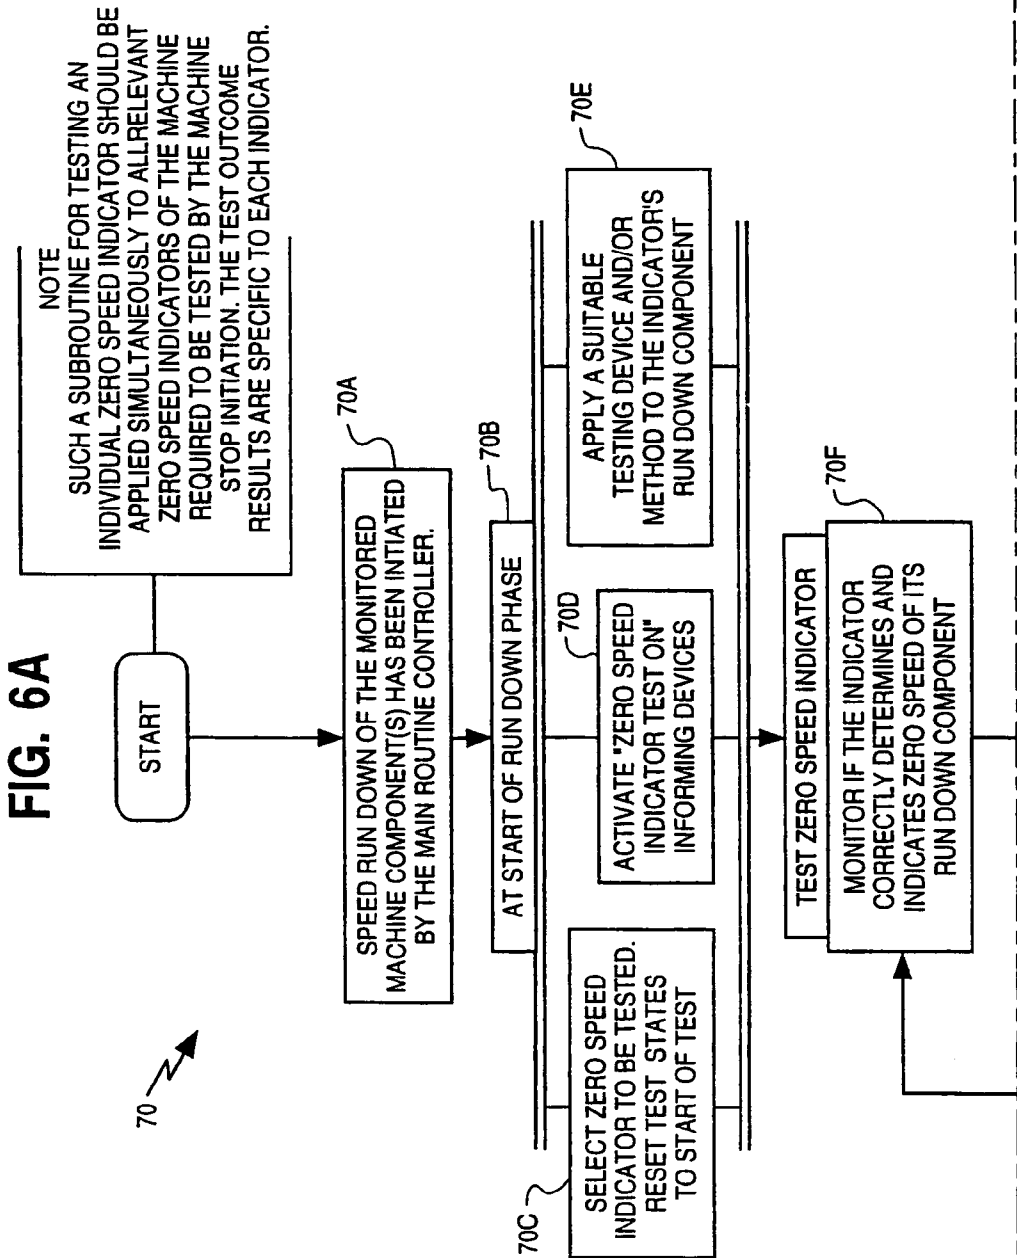 FIG. 6A
START
NOTE
SUCH A SUBROUTINE FOR TESTING AN
INDIVIDUAL ZERO SPEED INDICATOR SHOULD BE
APPLIED SIMULTANEOUSLY TO ALLRELEVANT
ZERO SPEED INDICATORS OF THE MACHINE
REQUIRED TO BE TESTED BY THE MACHINE
STOP INITIATION. THE TEST OUTCOME
RESULTS ARE SPECIFIC TO EACH INDICATOR.
70
70A
SPEED RUN DOWN OF THE MONITORED
MACHINE COMPONENT(S) HAS BEEN INTIATED
BY THE MAIN ROUTINE CONTROLLER.
70B
AT START OF RUN DOWN PHASE
70C
SELECT ZERO SPEED
INDICATOR TO BE TESTED.
RESET TEST STATES
TO START OF TEST
70D
ACTIVATE "ZERO SPEED
INDICATOR TEST ON"
INFORMING DEVICES
70E
APPLY A SUITABLE
TESTING DEVICE AND/OR
METHOD TO THE INDICATOR'S
RUN DOWN COMPONENT
TEST ZERO SPEED INDICATOR
70F
MONITOR IF THE INDICATOR
CORRECTLY DETERMINES AND
INDICATES ZERO SPEED OF ITS
RUN DOWN COMPONENT